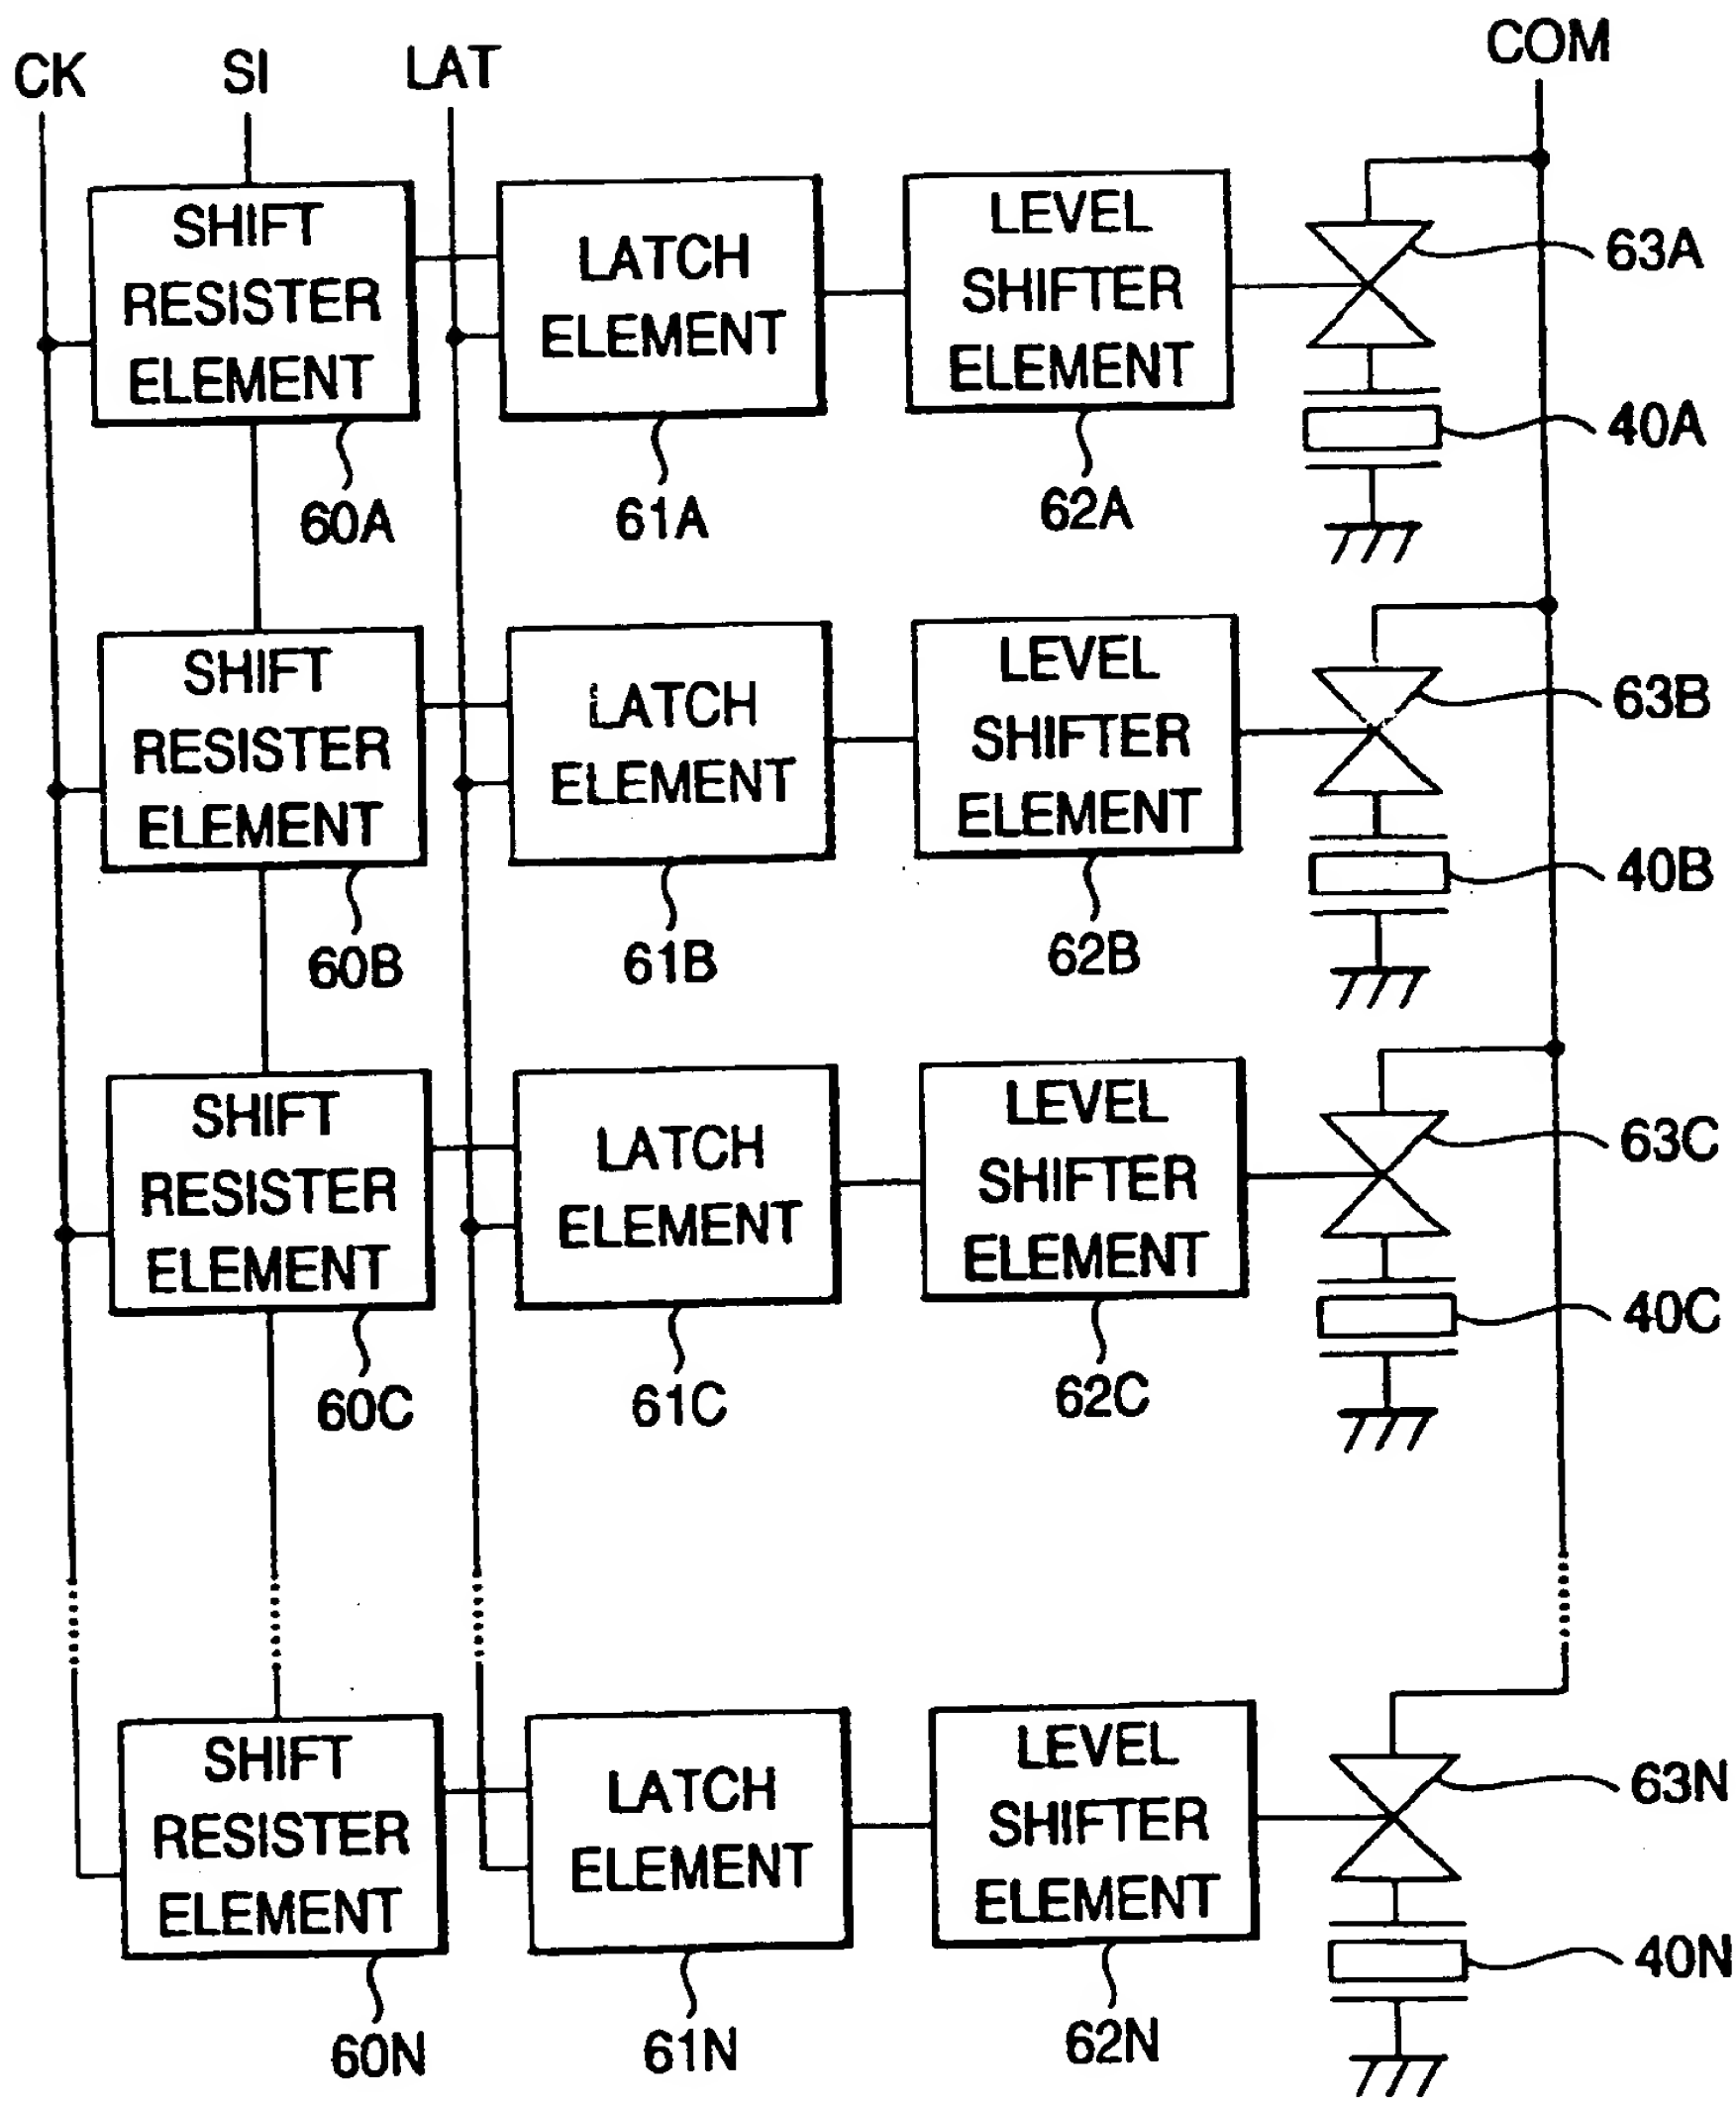 CK SI LAT COM
SHIFT
RESISTER
ELEMENT
LATCH
ELEMENT
LEVEL
SHIFTER
ELEMENT
63A
40A
60A
61A
62A
SHIFT
RESISTER
ELEMENT
LATCH
ELEMENT
LEVEL
SHIFTER
ELEMENT
63B
40B
60B
61B
62B
SHIFT
RESISTER
ELEMENT
LATCH
ELEMENT
LEVEL
SHIFTER
ELEMENT
63C
40C
60C
61C
62C
SHIFT
RESISTER
ELEMENT
LATCH
ELEMENT
LEVEL
SHIFTER
ELEMENT
63N
40N
60N
61N
62N